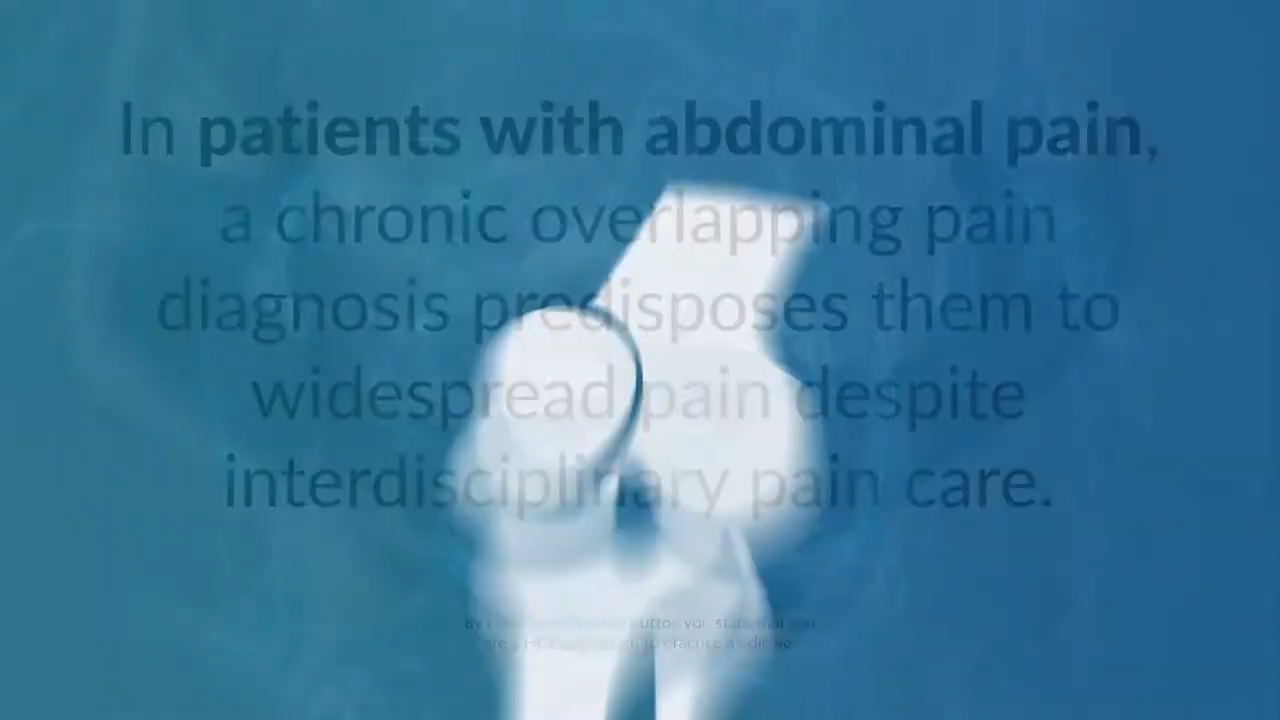 In patients with abdominal pain,
a chronic overlapping pain
diagnosis predisposes them to
widespread pain despite
interdisciplinary pain care.